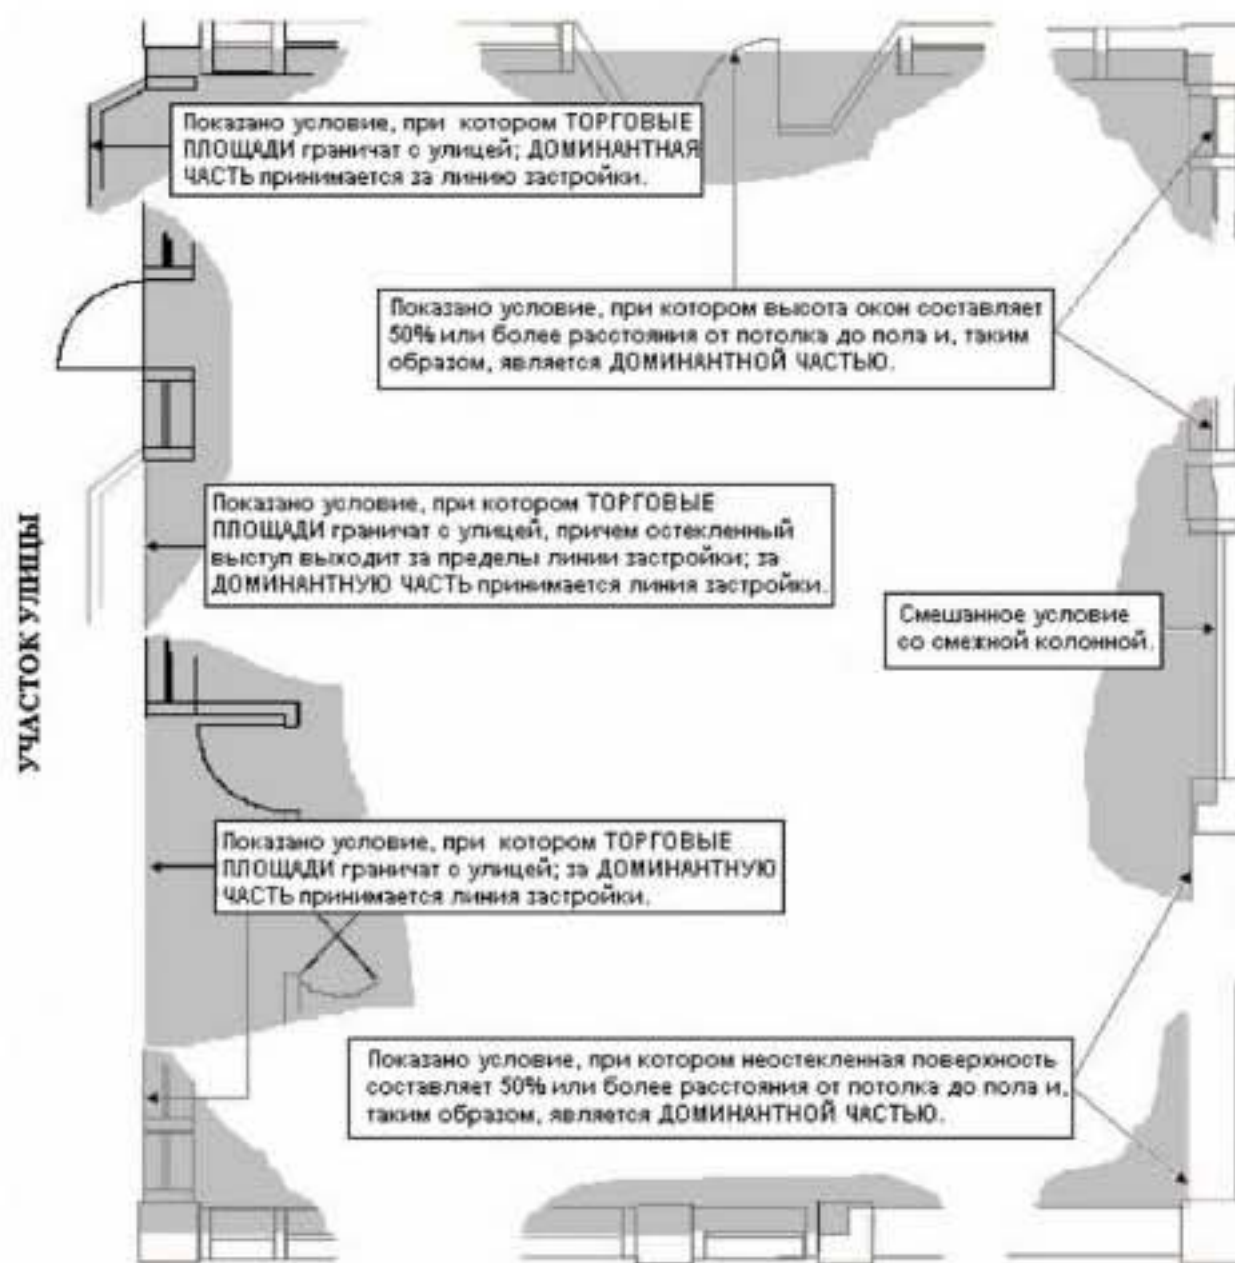 Показано условие, при котором ТОРГОВЫЕ
ПЛОЩАДИ граничат с улицей; ДОМИНАНТНАЯ
ЧАСТЬ принимается за линию застройки.
Показано условие, при котором высота окон составляет
50% или более расстояния от потолка до пола и, таким
образом, является ДОМИНАНТНОЙ ЧАСТЬЮ.
Показано условие, при котором ТОРГОВЫЕ
ПЛОЩАДИ граничат с улицей, причем остекленный
выступ выходит за пределы линии застройки; за
ДОМИНАНТНУЮ ЧАСТЬ принимается линия застройки.
Смешанное условие
со смежной колонной.
УЧАСТОК УЛИЦЫ
Показано условие, при котором ТОРГОВЫЕ
ПЛОЩАДИ граничат с улицей; за ДОМИНАНТНУЮ
ЧАСТЬ принимается линия застройки.
Показано условие, при котором неостекленная поверхность
составляет 50% или более расстояния от потолка до пола и,
таким образом, является ДОМИНАНТНОЙ ЧАСТЬЮ.